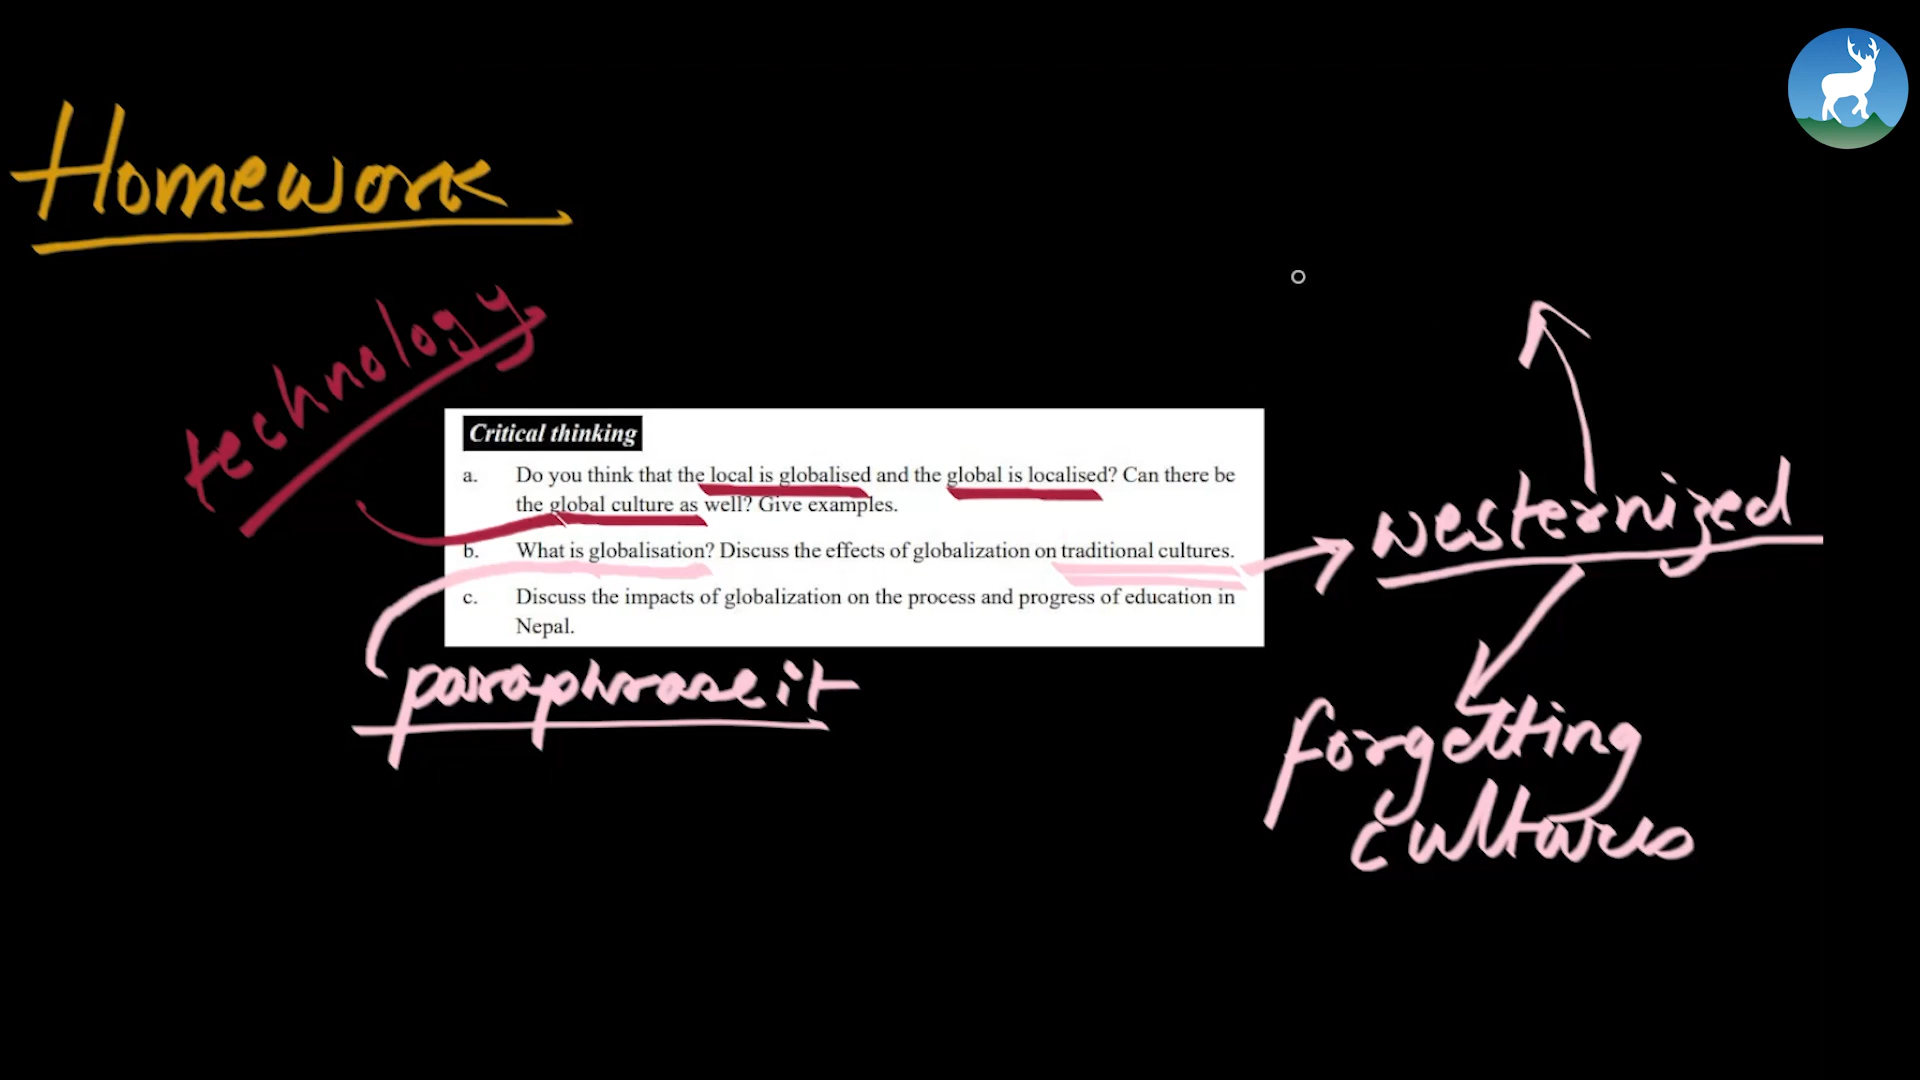 Homework
technology
Critical thinking
a. Do you think that the local is globalised and the global is localised? Can there be
the global culture as well? Give examples.
b. What is globalisation? Discuss the effects of globalization on traditional cultures.
c. Discuss the impacts of globalization on the process and progress of education in
Nepal.
westernized
paraphrase it
forgetting
cultures